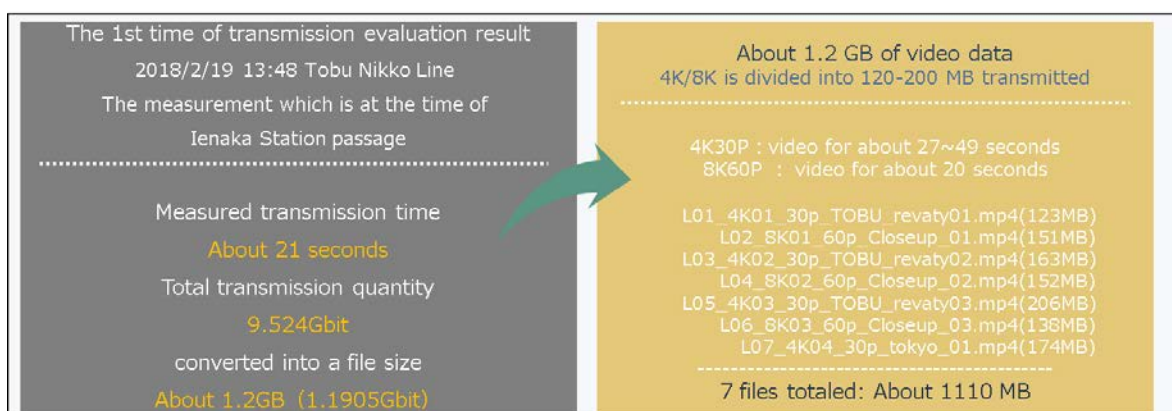 The 1st time of transmission evaluation result
2018/2/19 13:48 Tobu Nikko Line
The measurement which is at the time of
Ienaka Station passage
Measured transmission time
About 21 seconds
Total transmission quantity
9.524Gbit
converted into a file size
About 1.2GB (1.1905Gbit)
About 1.2 GB of video data
4K/8K is divided into 120-200 MB transmitted
4K30P : video for about 27~49 seconds
8K60P : video for about 20 seconds
L01_4K01_30p_TOBU_revaty01.mp4(123MB)
L02_8K01_60p_Closeup_01.mp4(151MB)
L03_4K02_30p_TOBU_revaty02.mp4(163MB)
L04_8K02_60p_Closeup_02.mp4(152MB)
L05_4K03_30p_TOBU_revaty03.mp4(206MB)
L06_8K03_60p_Closeup_03.mp4(138MB)
L07_4K04_30p_tokyo_01.mp4(174MB)
7 files totaled: About 1110 MB